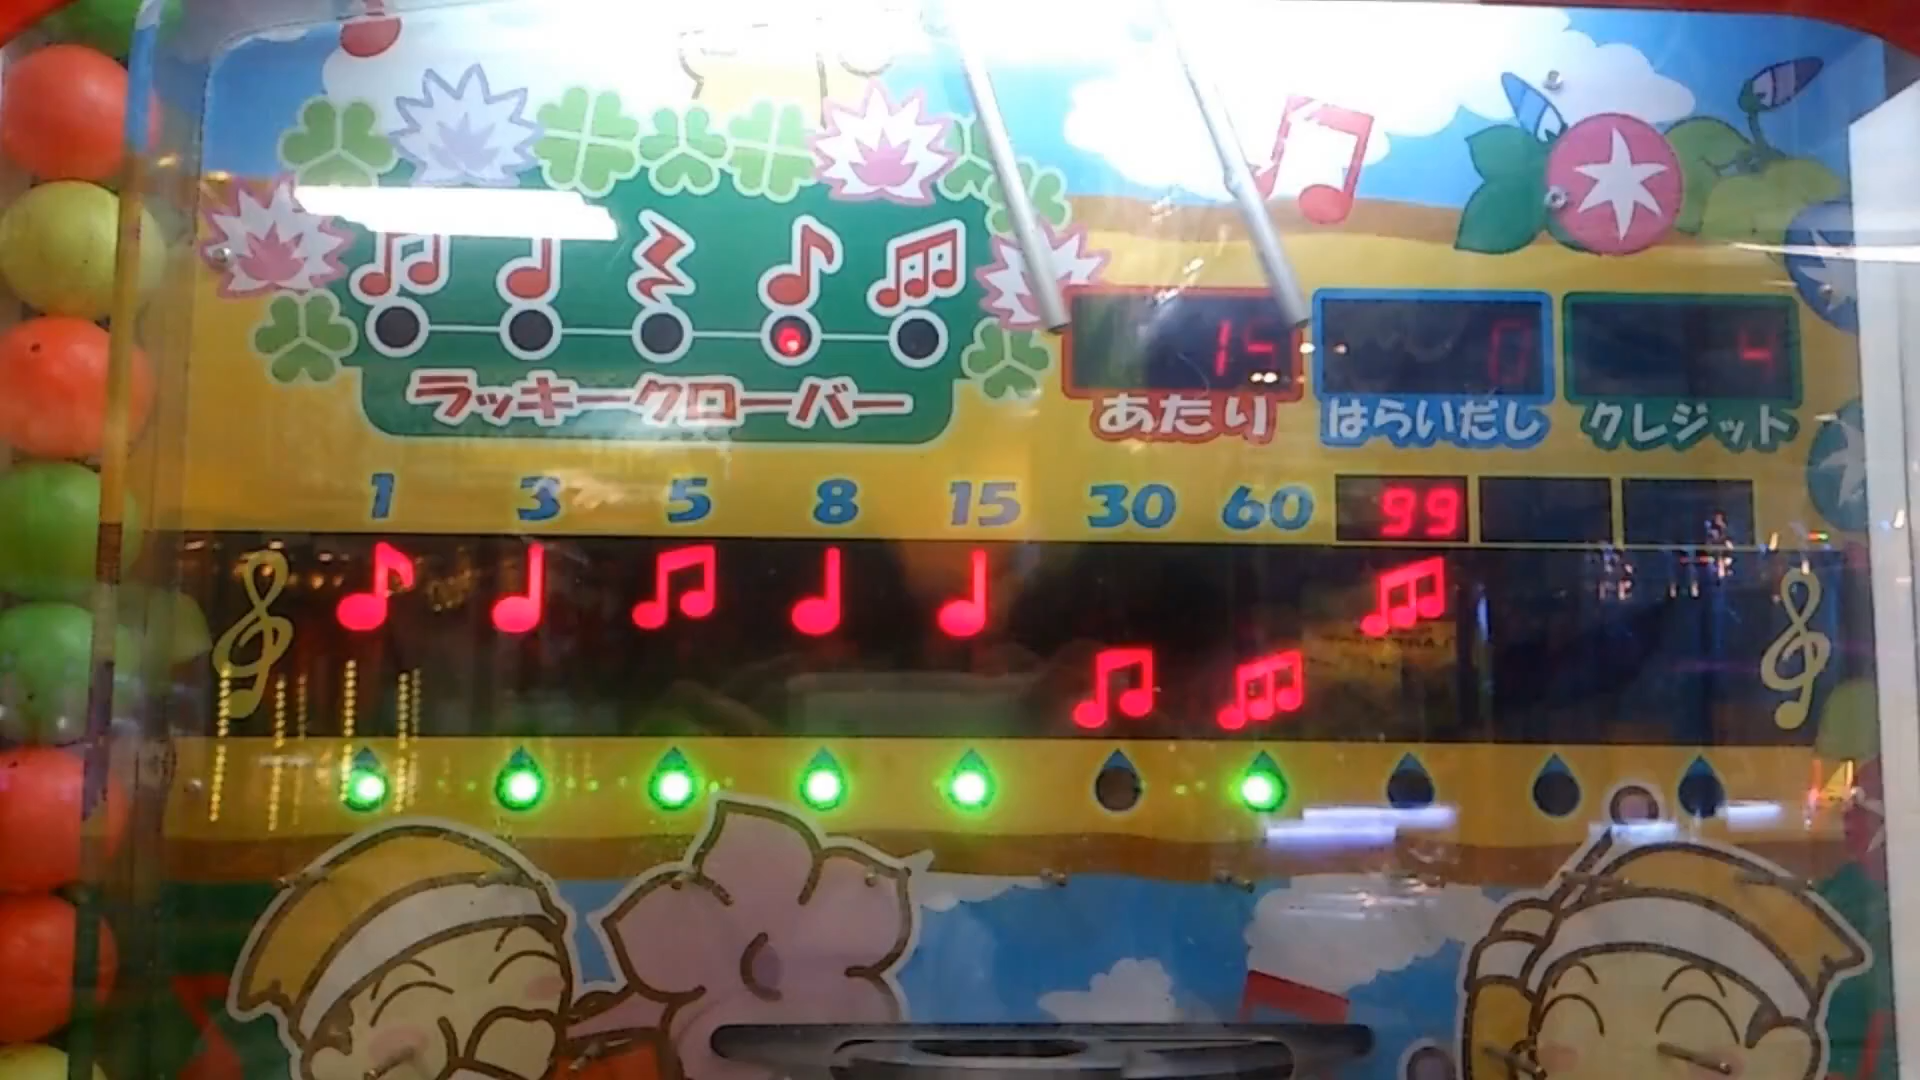 ラッキークローバー
15 0 4
あたり はらいだし クレジット
1 3 5 8 15 30 60 99